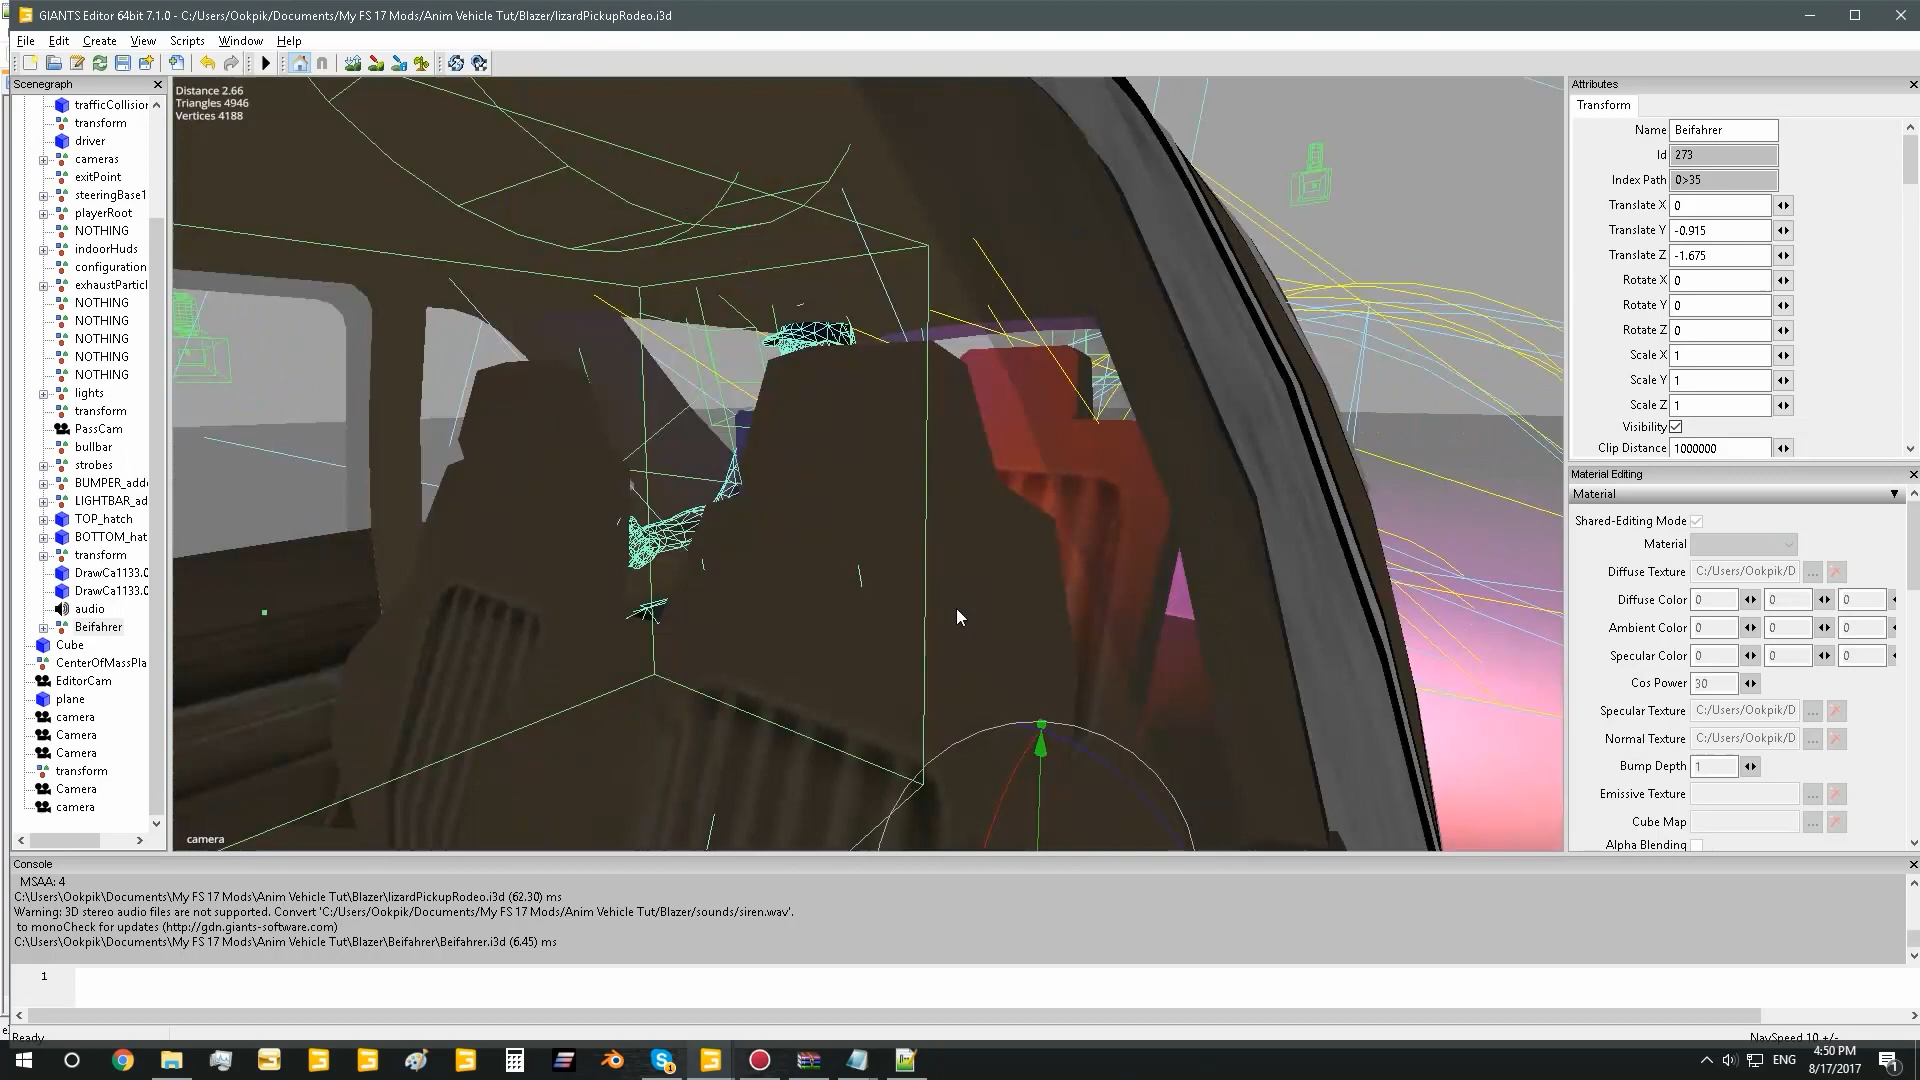 GIANTS Editor 64bit 7.1.0 - C:/Users/Ookpik/Documents/My FS 17 Mods/Anim Vehicle Tut/Blazer/lizardPickupRodeo.i3d
File Edit Create View Scripts Window Help
Scenegraph
trafficCollision
transform
driver
cameras
exitPoint
steeringBase1
playerRoot
NOTHING
indoorHuds
configuration
exhaustParticl
NOTHING
NOTHING
NOTHING
NOTHING
NOTHING
lights
transform
PassCam
bullbar
strobes
BUMPER_add
LIGHTBAR_ad
TOP_hatch
BOTTOM_hat
transform
DrawCa1133.0
DrawCa1133.0
audio
Beifahrer
Cube
CenterOfMassPla
EditorCam
plane
camera
Camera
Camera
transform
Camera
camera
Distance 2.66
Triangles 4946
Vertices 4188
camera
Attributes
Transform
Name Beifahrer
Id 273
Index Path 0>35
Translate X 0
Translate Y -0.915
Translate Z -1.675
Rotate X 0
Rotate Y 0
Rotate Z 0
Scale X 1
Scale Y 1
Scale Z 1
Visibility
Clip Distance 1000000
Material Editing
Material
Shared-Editing Mode
Material
Diffuse Texture C:/Users/Ookpik/D ...
Diffuse Color 0 0 0
Ambient Color 0 0 0
Specular Color 0 0 0
Cos Power 30
Specular Texture C:/Users/Ookpik/D ...
Normal Texture C:/Users/Ookpik/D ...
Bump Depth 1
Emissive Texture ...
Cube Map ...
Alpha Blending
Console
MSAA: 4
C:\Users\Ookpik\Documents\My FS 17 Mods\Anim Vehicle Tut\Blazer\lizardPickupRodeo.i3d (62.30) ms
Warning: 3D stereo audio files are not supported. Convert 'C:/Users/Ookpik/Documents/My FS 17 Mods/Anim Vehicle Tut/Blazer/sounds/siren.wav'.
to monoCheck for updates (http://gdn.giants-software.com)
C:\Users\Ookpik\Documents\My FS 17 Mods\Anim Vehicle Tut\Blazer\Beifahrer\Beifahrer.i3d (6.45) ms
1
Ready
NavSpeed 10 +/-
ENG
4:50 PM
8/17/2017